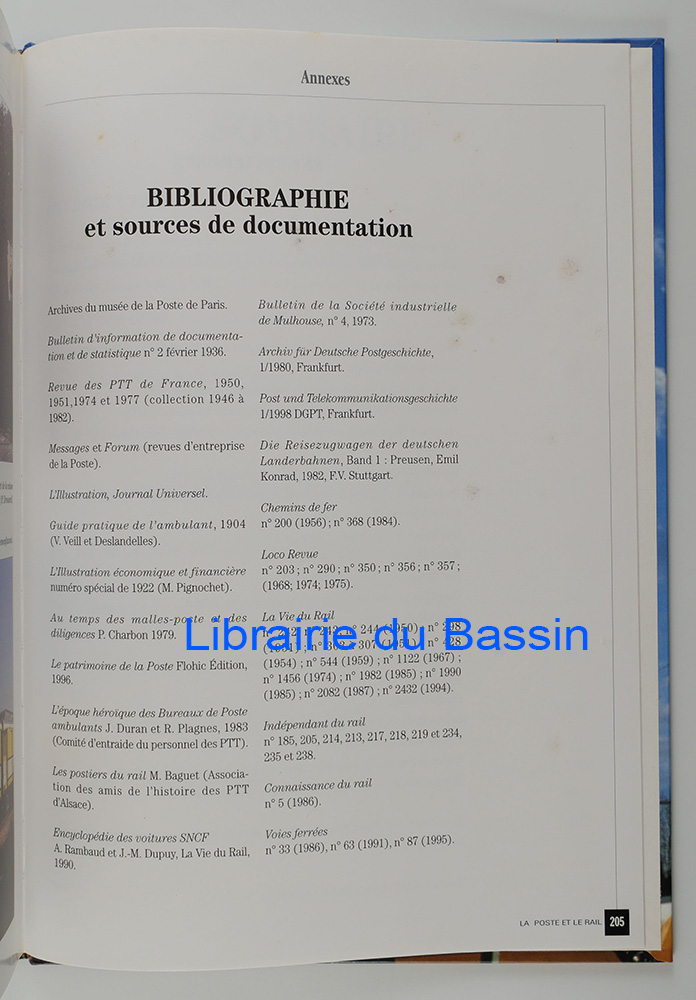 Annexes
BIBLIOGRAPHIE
et sources de documentation
Archives du musée de la Poste de Paris.
Bulletin d'information de documenta-
tion et de statistique n° 2 février 1936.
Revue des PTT de France, 1950,
1951,1974 et 1977 (collection 1946 à
1982).
Messages et Forum (revues d'entreprise
de la Poste).
L'Illustration, Journal Universel.
Guide pratique de l'ambulant, 1904
(V. Veill et Deslandelles).
L'Illustration économique et financière
numéro spécial de 1922 (M. Pignochet).
Au temps des malles-poste et des
diligences P. Charbon 1979.
Le patrimoine de la Poste Flohic Édition,
1996.
L'époque héroïque des Bureaux de Poste
ambulants J. Duran et R. Plagnes, 1983
(Comité d'entraide du personnel des PTT).
Les postiers du rail M. Baguet (Associa-
tion des amis de l'histoire des PTT
d'Alsace).
Encyclopédie des voitures SNCF
A. Rambaud et J.-M. Dupuy, La Vie du Rail,
1990.
Bulletin de la Société industrielle
de Mulhouse, n° 4, 1973.
Archiv für Deutsche Postgeschichte,
1/1980, Frankfurt.
Post und Telekommunikationsgeschichte
1/1998 DGPT, Frankfurt.
Die Reisezugwagen der deutschen
Landerbahnen, Band 1 : Preusen, Emil
Konrad, 1982, F.V. Stuttgart.
Chemins de fer
n° 200 (1956) ; n° 368 (1984).
Loco Revue
n° 203 ; n° 290 ; n° 350 ; n° 356 ; n° 357 ;
(1968; 1974; 1975).
La Vie du Rail
n° 244 (1950) ; n°
(1951) ; n°
(1954) ; n° 544 (1959) ; n° 1122 (1967) ;
n° 1456 (1974) ; n° 1982 (1985) ; n° 1990
(1985) ; n° 2082 (1987) ; n° 2432 (1994).
Indépendant du rail
n° 185, 205, 214, 213, 217, 218, 219 et 234,
235 et 238.
Connaissance du rail
n° 5 (1986).
Voies ferrées
n° 33 (1986), n° 63 (1991), n° 87 (1995).
Librairie du Bassin
LA POSTE ET LE RAIL 205